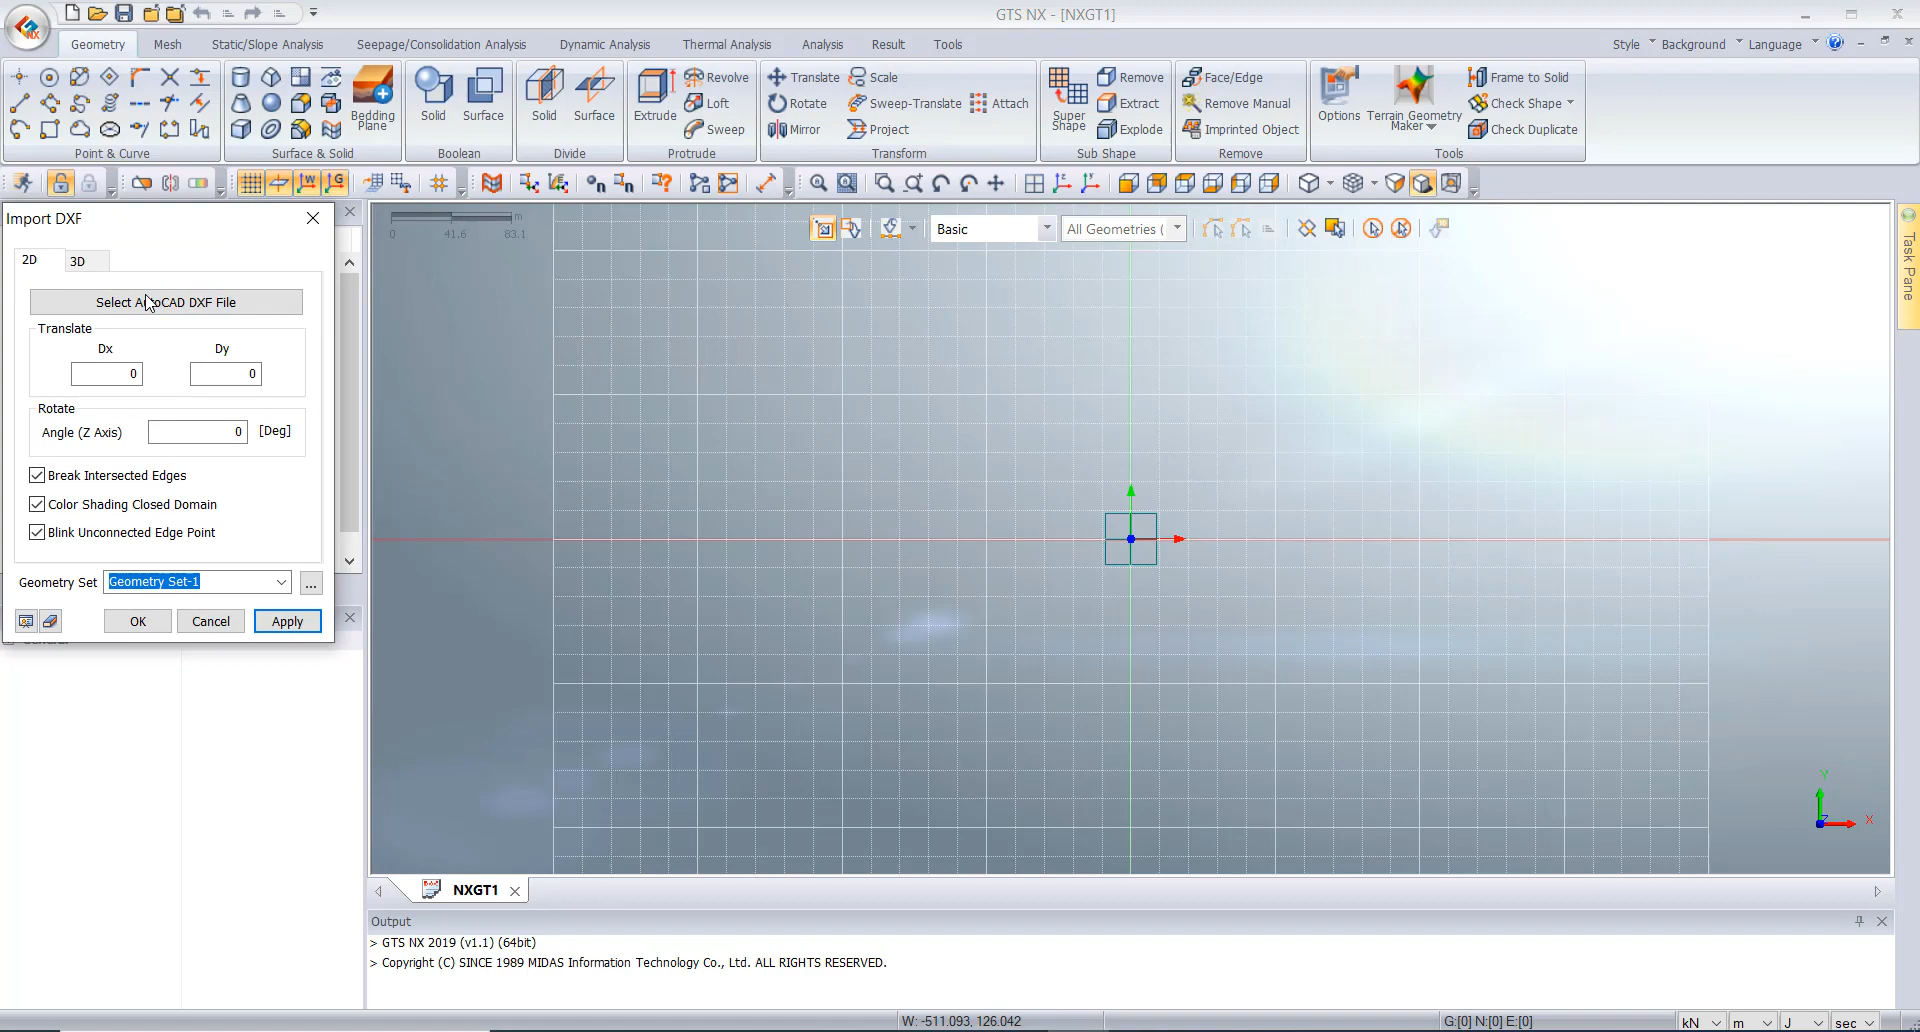 GTS NX - [NXGT1]
Geometry Mesh Static/Slope Analysis Seepage/Consolidation Analysis Dynamic Analysis Thermal Analysis Analysis Result Tools Style Background Language
Revolve Translate Scale Remove Face/Edge Frame to Solid
Loft Rotate Sweep-Translate Attach Extract Remove Manual Check Shape
Bedding Plane Solid Surface Solid Surface Extrude Super Shape Options Terrain Geometry Maker
Sweep Mirror Project Explode Imprinted Object Check Duplicate
Point & Curve Surface & Solid Boolean Divide Protrude Transform Sub Shape Remove Tools
Import DXF
2D 3D
Select AutoCAD DXF File
Translate
Dx Dy
0 0
Rotate
Angle (Z Axis) 0 [Deg]
Break Intersected Edges
Color Shading Closed Domain
Blink Unconnected Edge Point
Geometry Set Geometry Set-1 ...
OK Cancel Apply
m
0 41.6 83.1
Basic All Geometries (
Task Pane
Y
Z X
NXGT1
Output
> GTS NX 2019 (v1.1) (64bit)
> Copyright (C) SINCE 1989 MIDAS Information Technology Co., Ltd. ALL RIGHTS RESERVED.
W: -511.093, 126.042 G:[0] N:[0] E:[0] kN m J sec